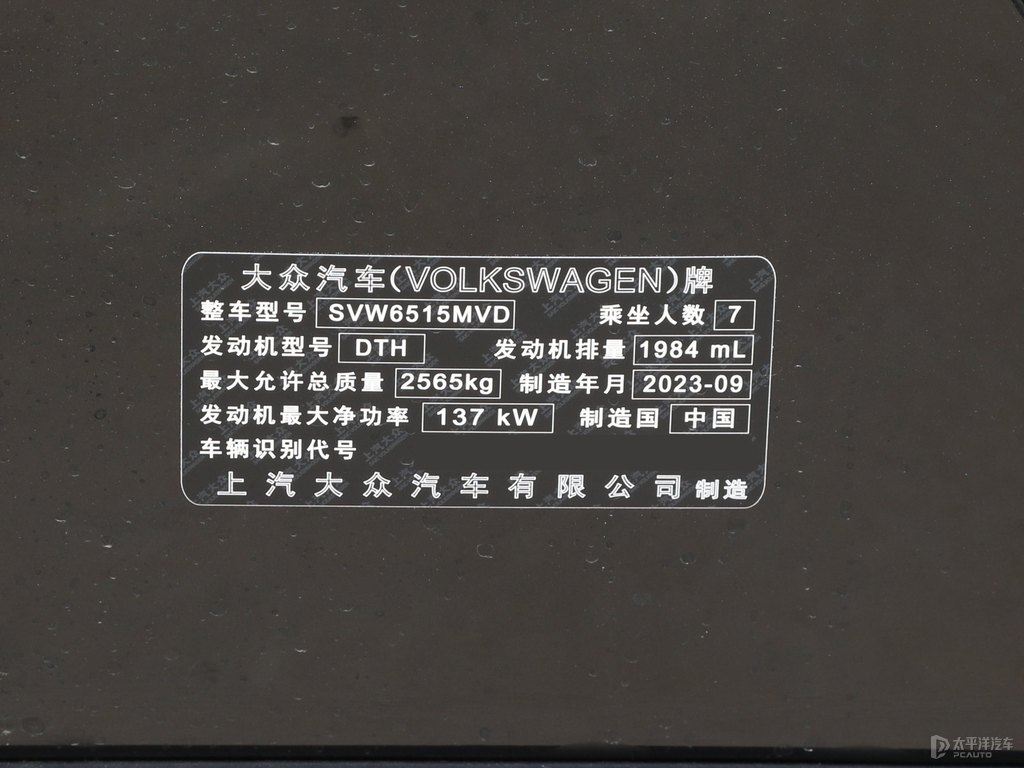 大众汽车(VOLKSWAGEN)牌
整车型号 SVW6515MVD 乘坐人数 7
发动机型号 DTH 发动机排量 1984 mL
最大允许总质量 2565kg 制造年月 2023-09
发动机最大净功率 137 kW 制造国 中国
车辆识别代号
上汽大众汽车有限公司 制造
太平洋汽车
PCAUTO